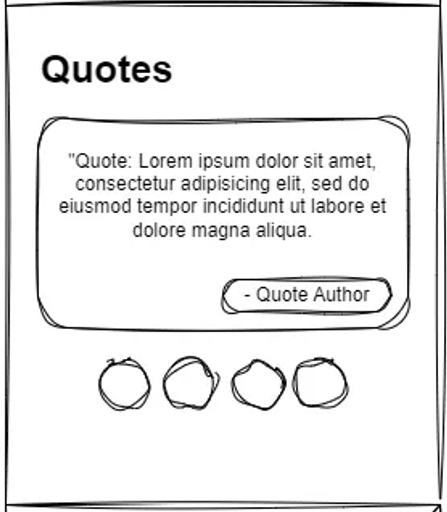 Quotes
"Quote: Lorem ipsum dolor sit amet,
consectetur adipisicing elit, sed do
eiusmod tempor incididunt ut labore et
dolore magna aliqua.
- Quote Author